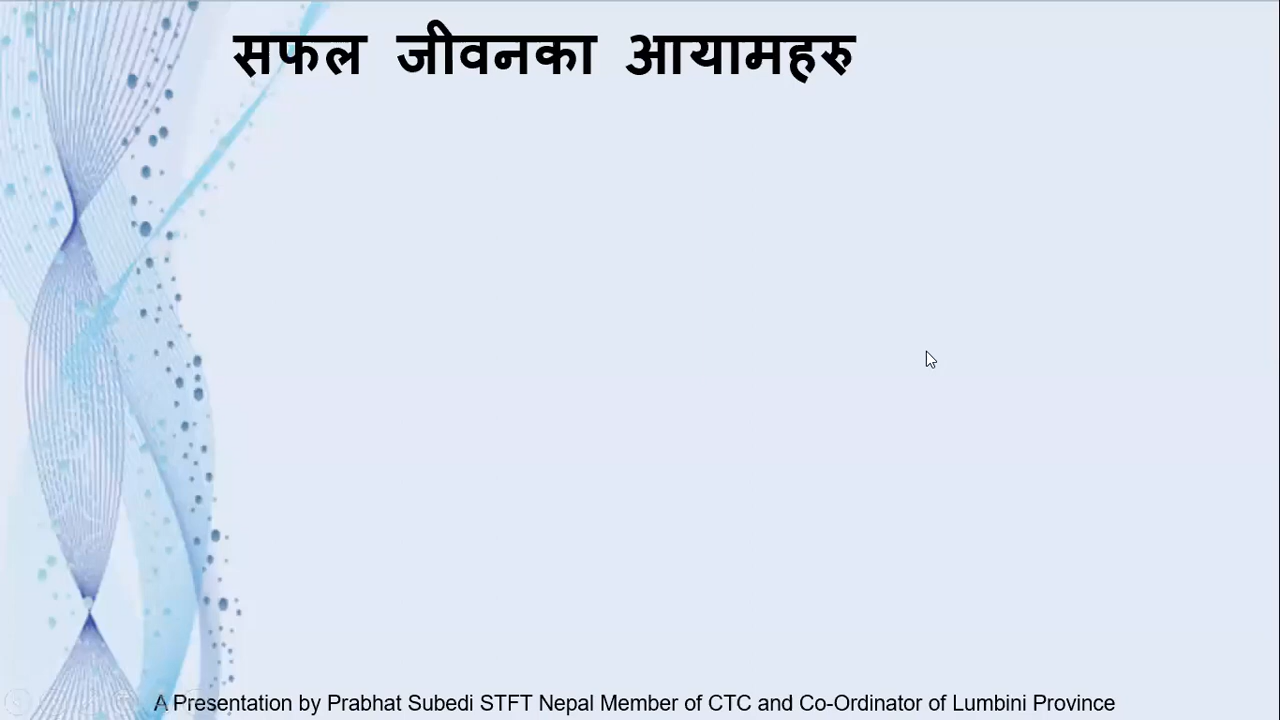 सफल जीवनका आयामहरु
A Presentation by Prabhat Subedi STFT Nepal Member of CTC and Co-Ordinator of Lumbini Province